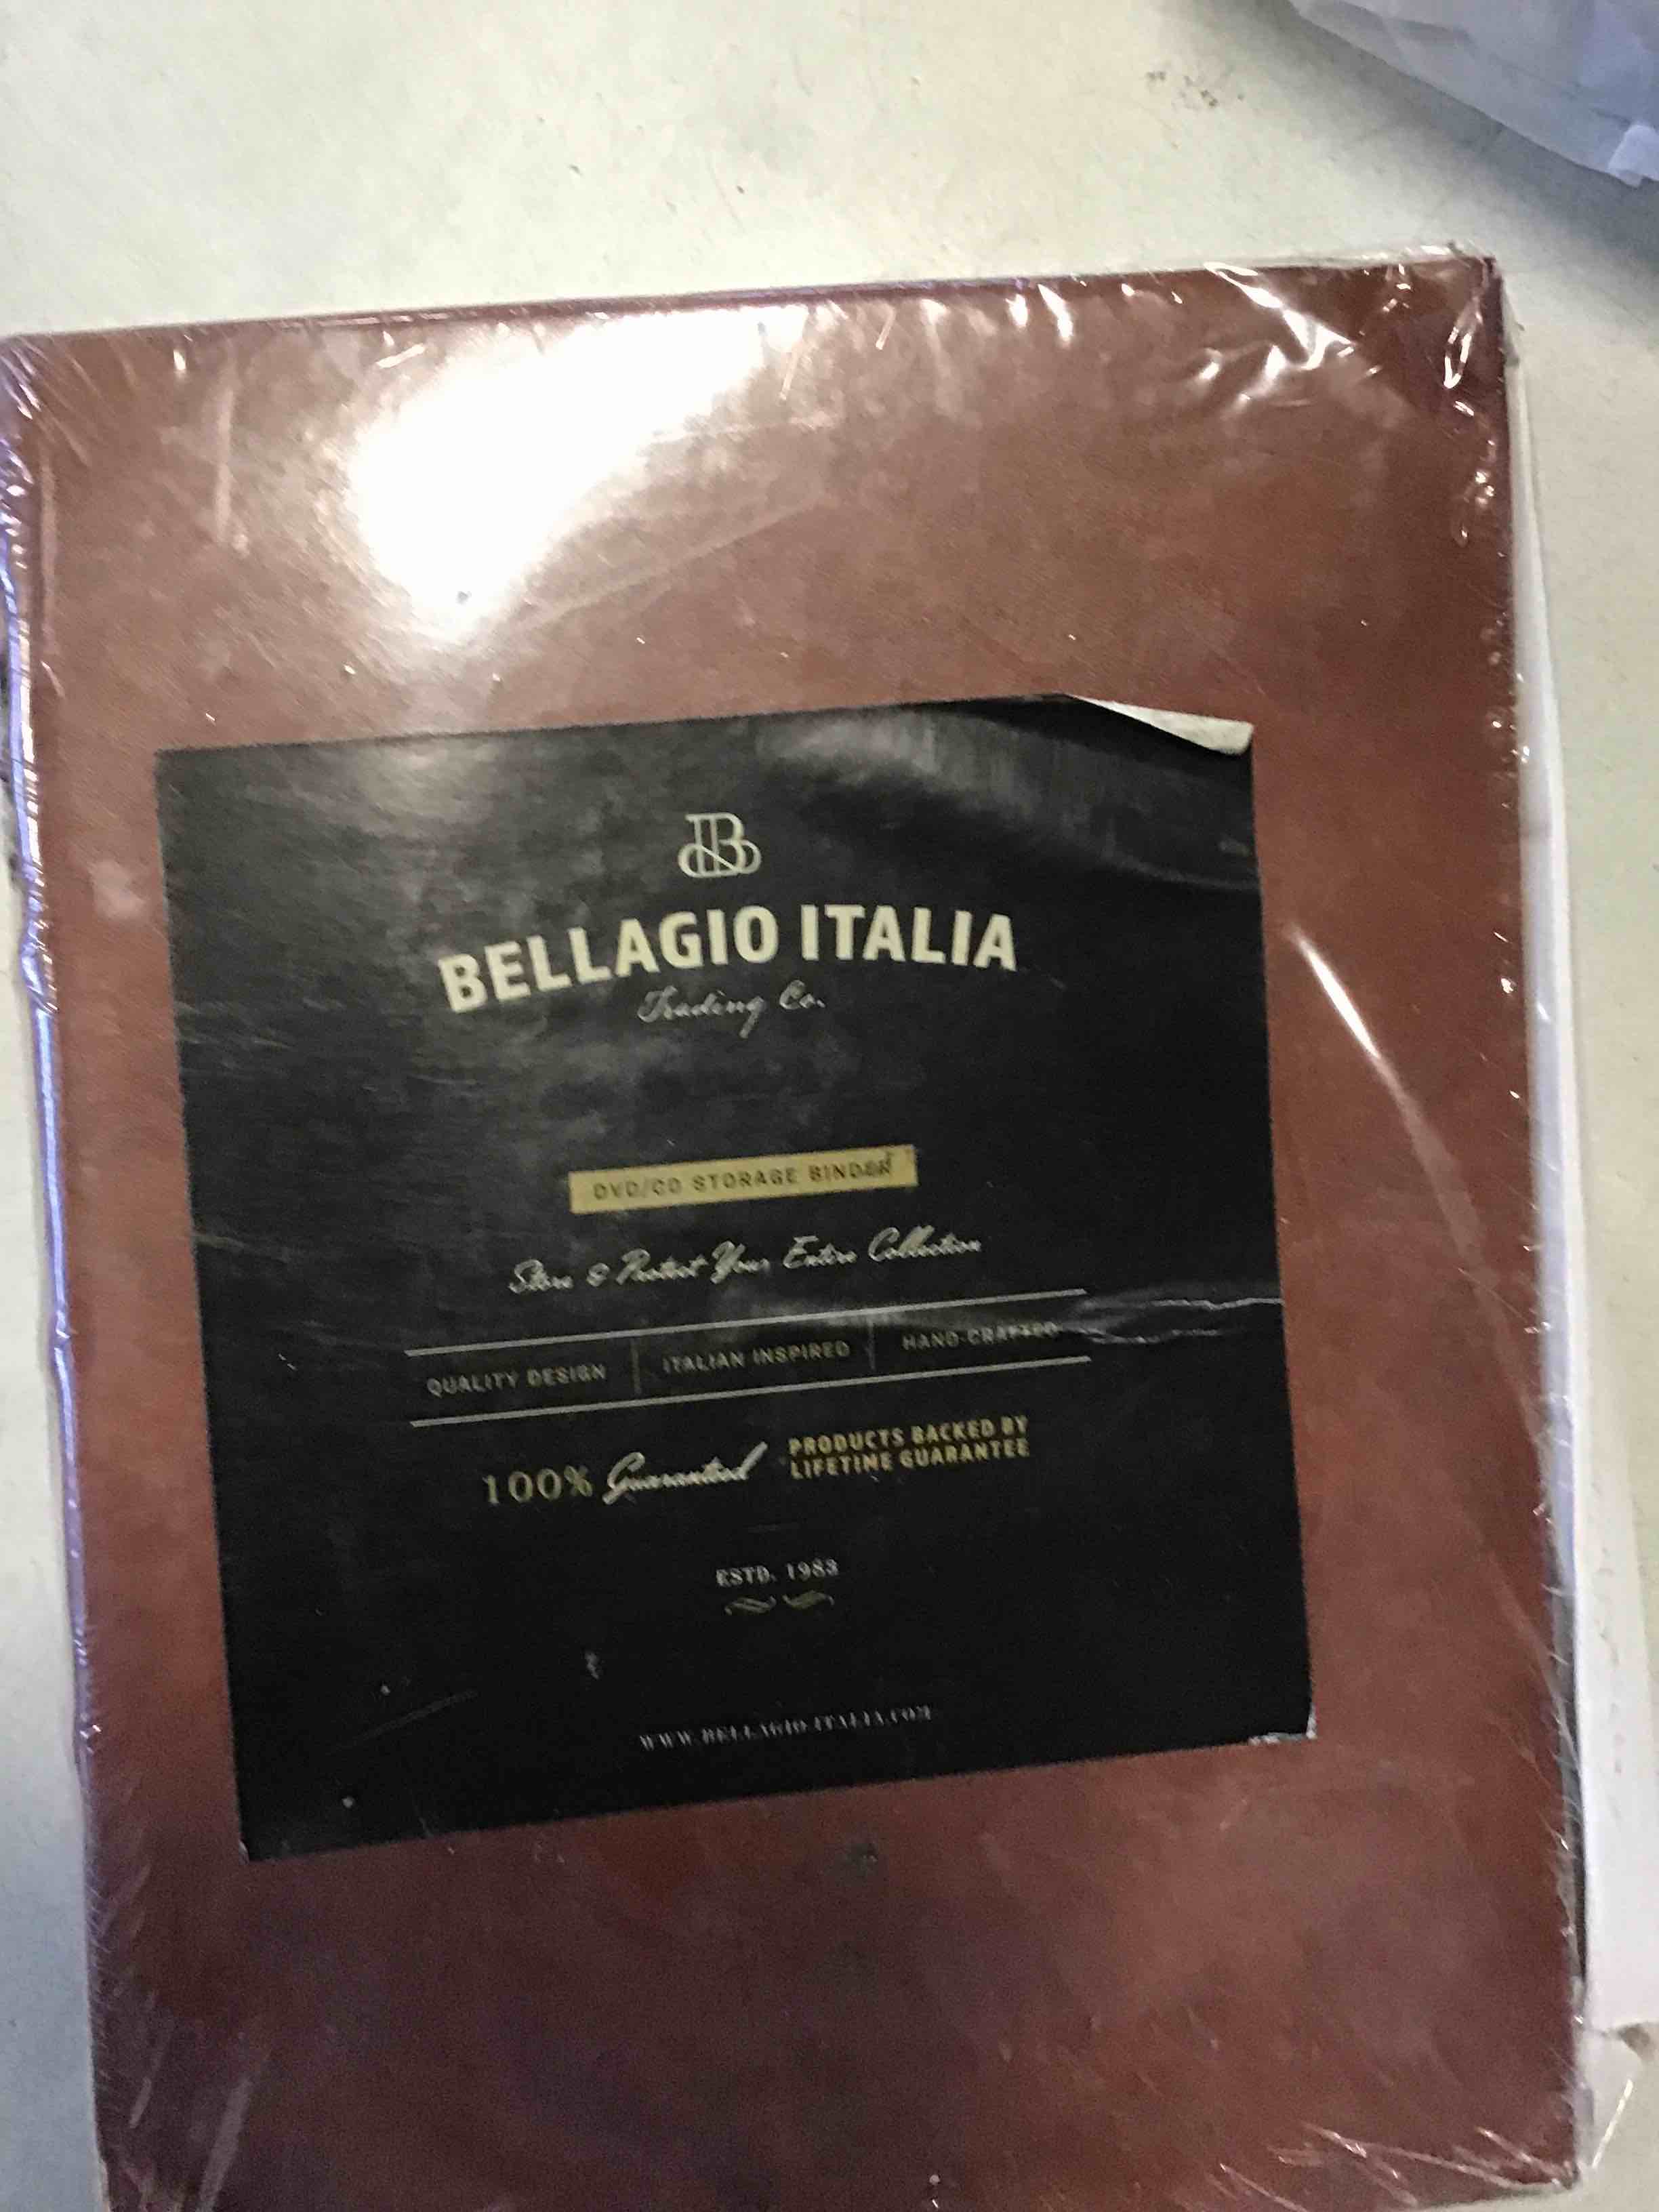 B
BELLAGIO ITALIA
Trading Co.
DVD/CD STORAGE BINDER
Store & Protect Your Entire Collection
QUALITY DESIGN ITALIAN INSPIRED HAND CRAFTED
100% Guaranteed PRODUCTS BACKED BY
LIFETIME GUARANTEE
ESTD. 1983
WWW.BELLAGIO-ITALIA.COM